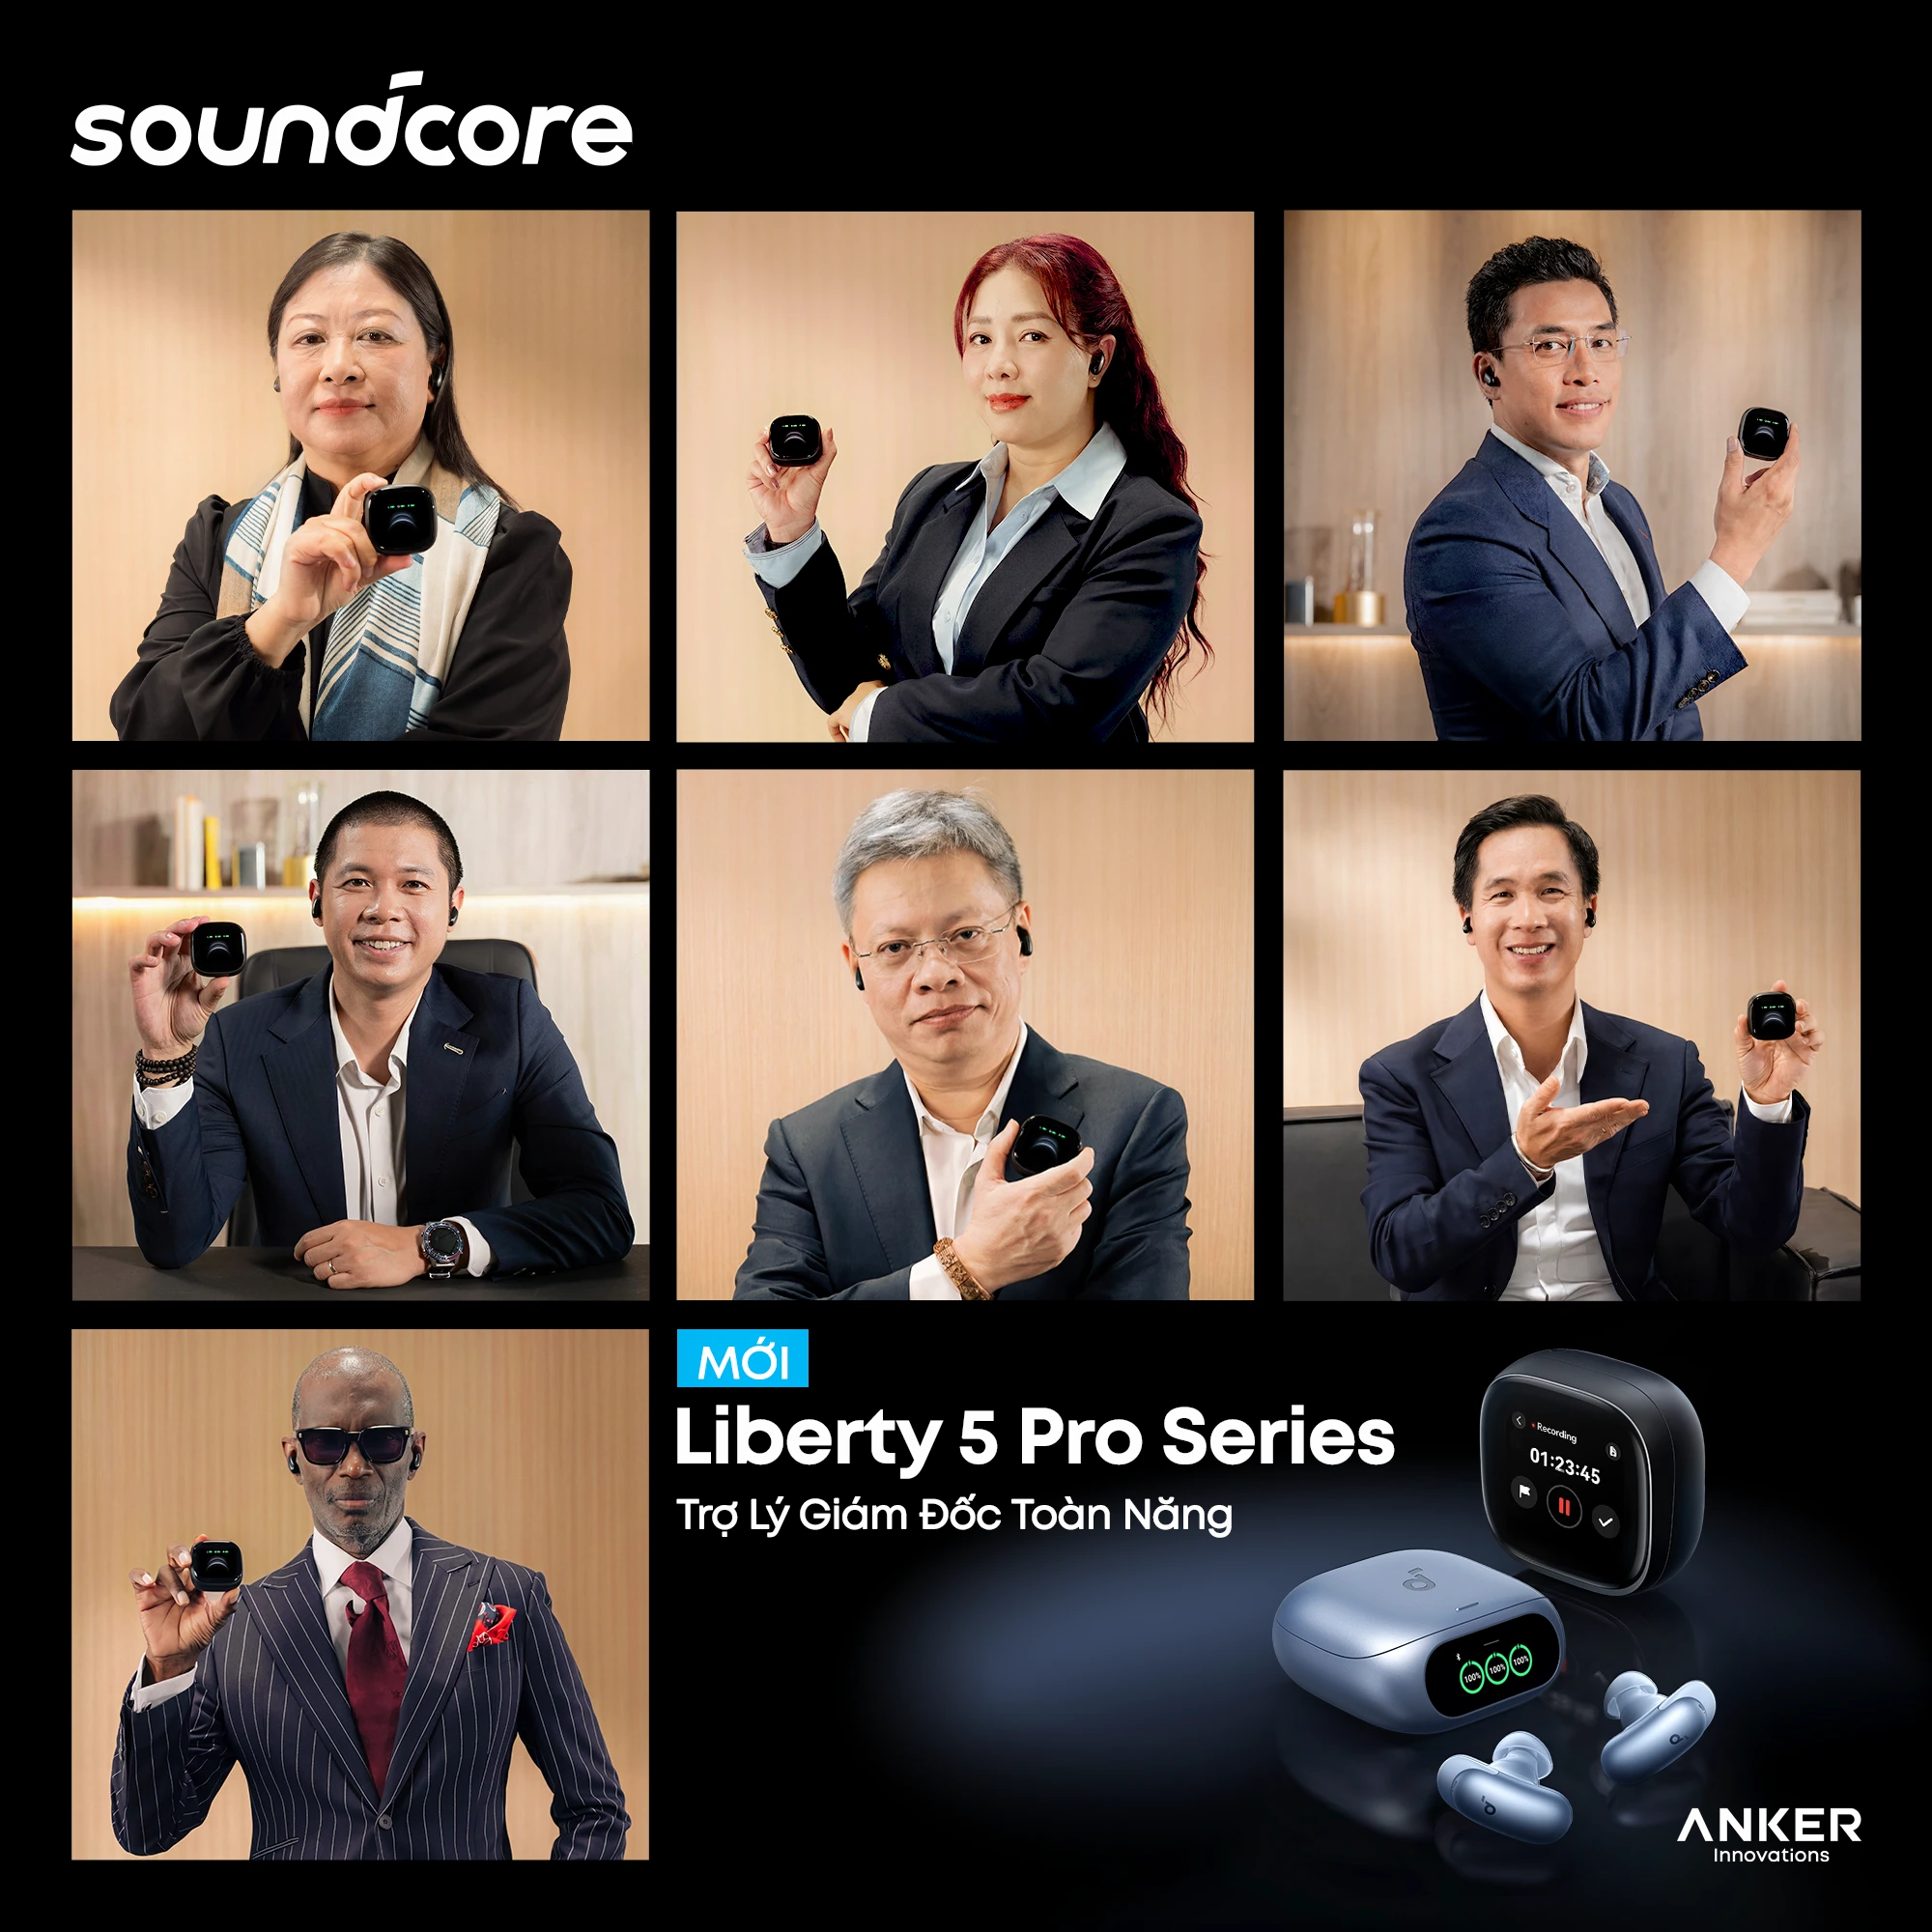 soundcore
MỚI
Liberty 5 Pro Series
Trợ Lý Giám Đốc Toàn Năng
Recording
01:23:45
100% 100% 100%
ANKER
Innovations